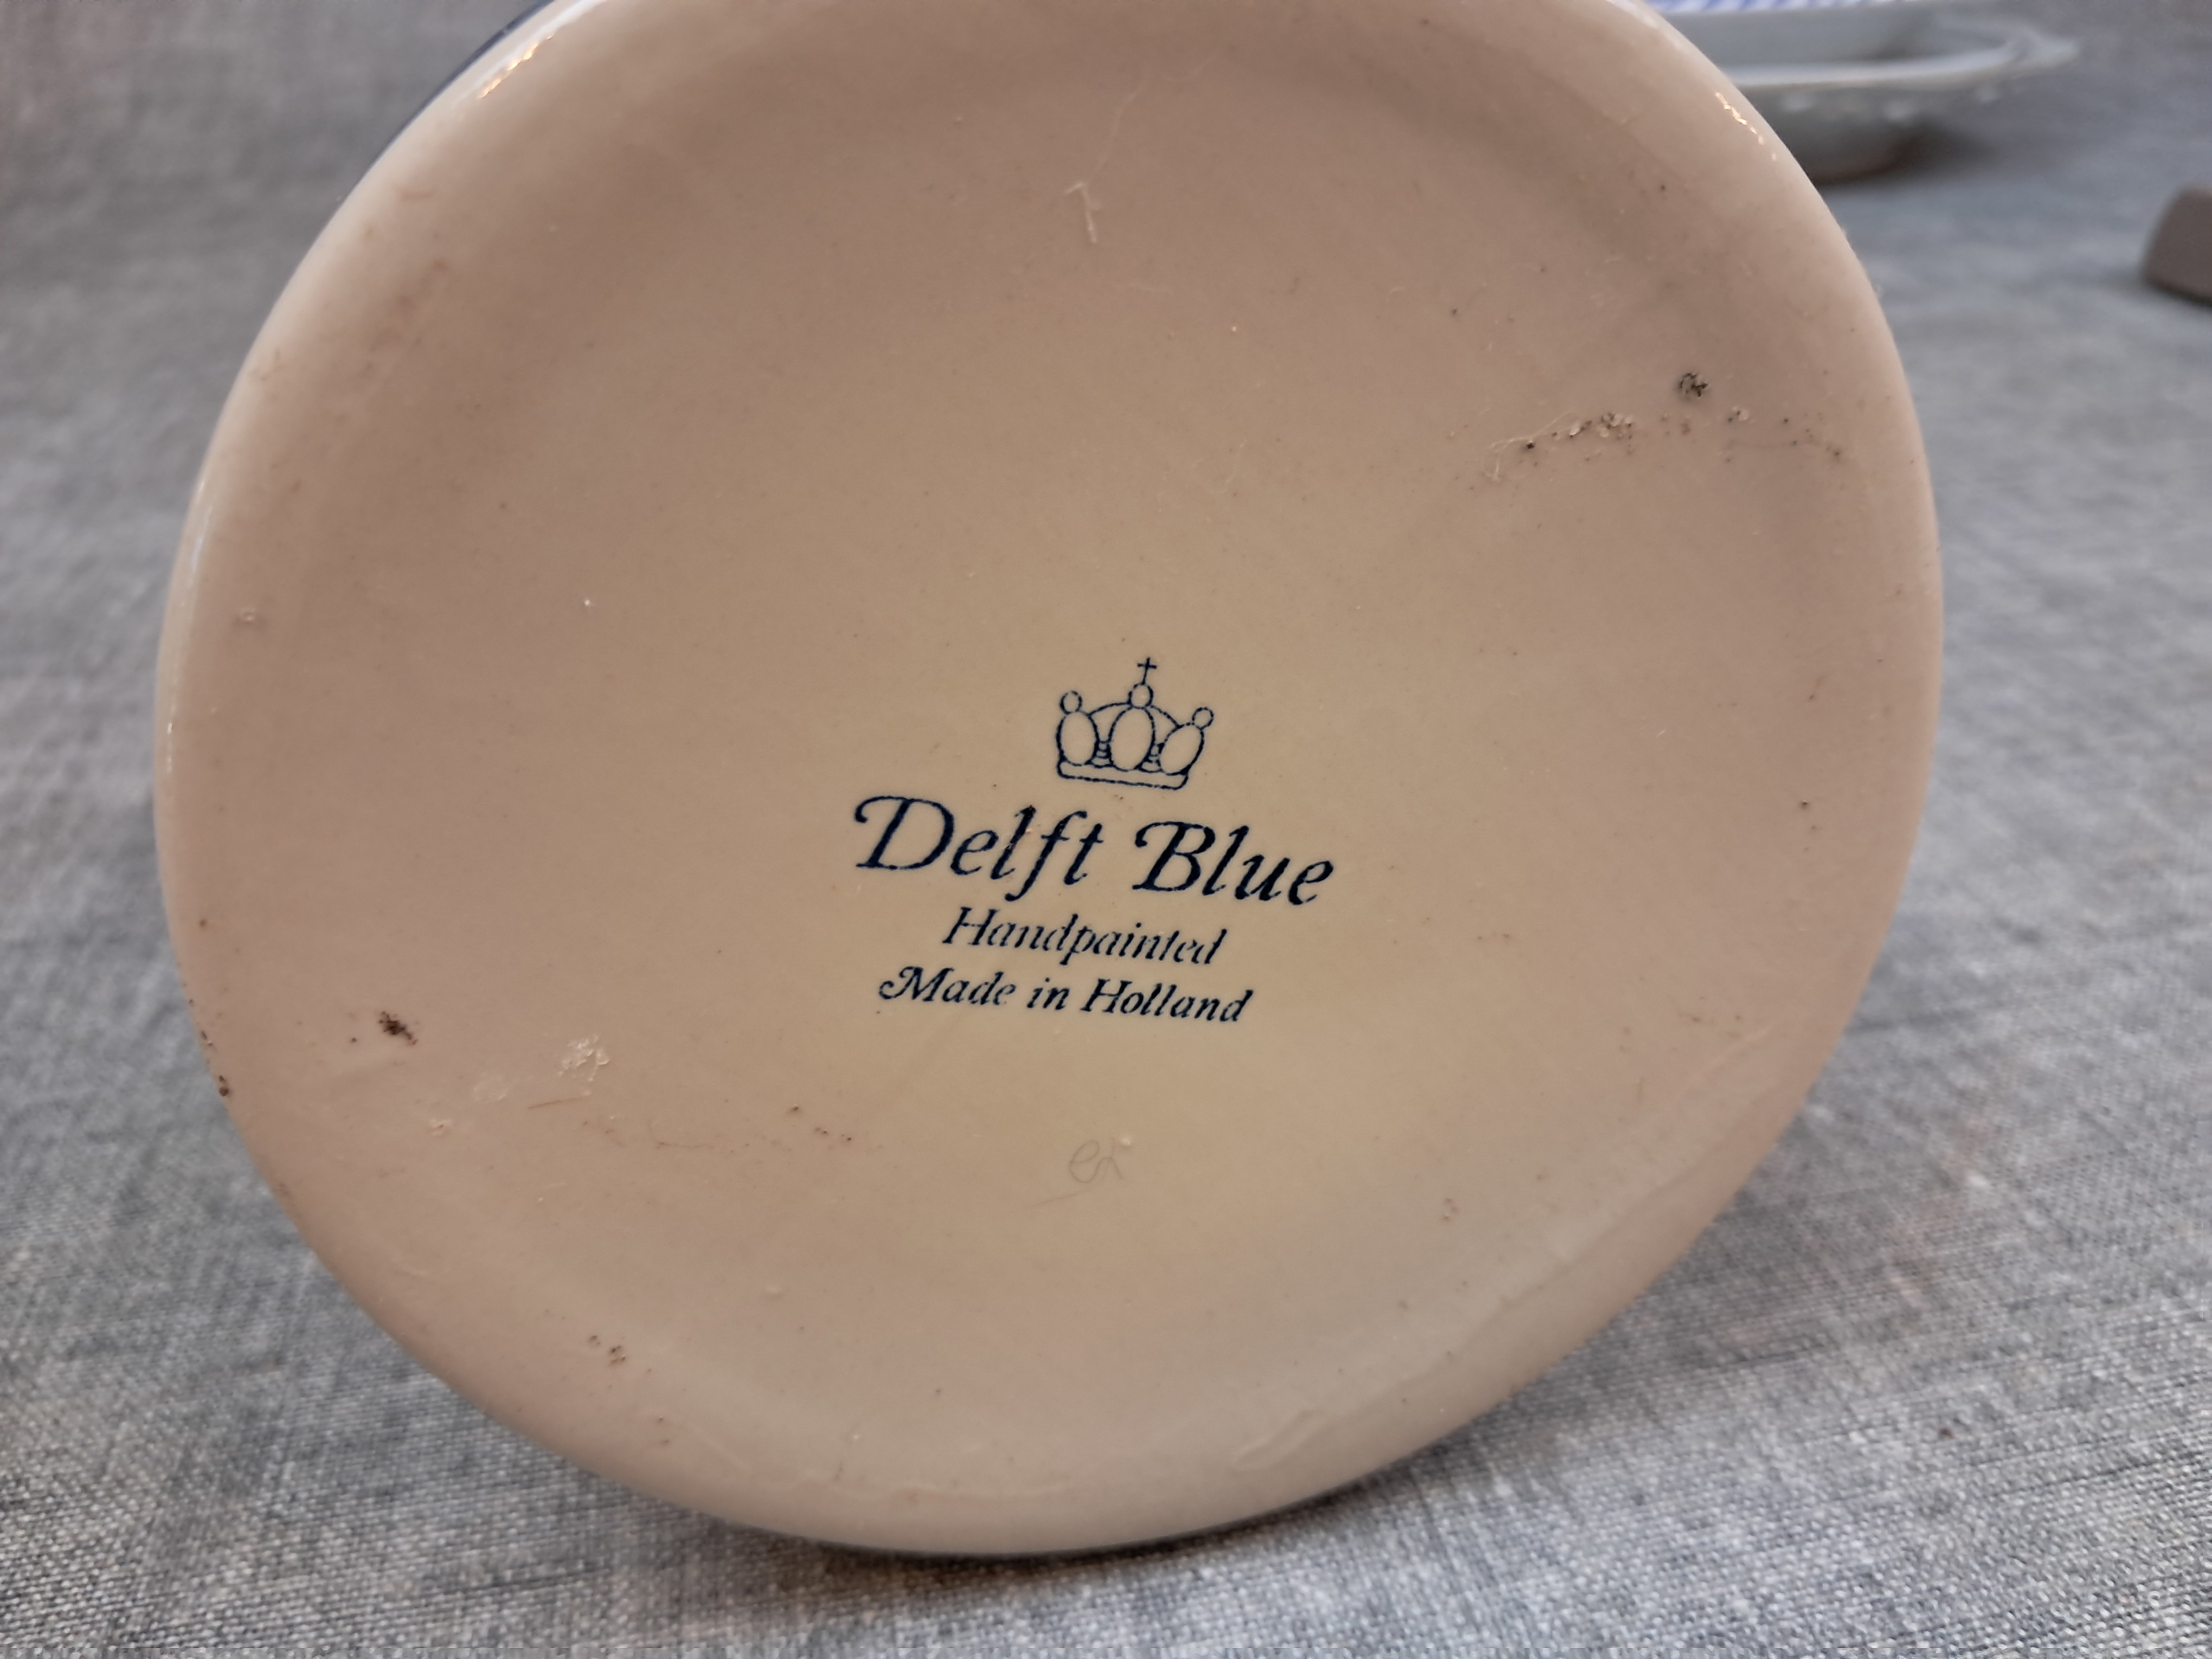 Delft Blue
Handpainted
Made in Holland